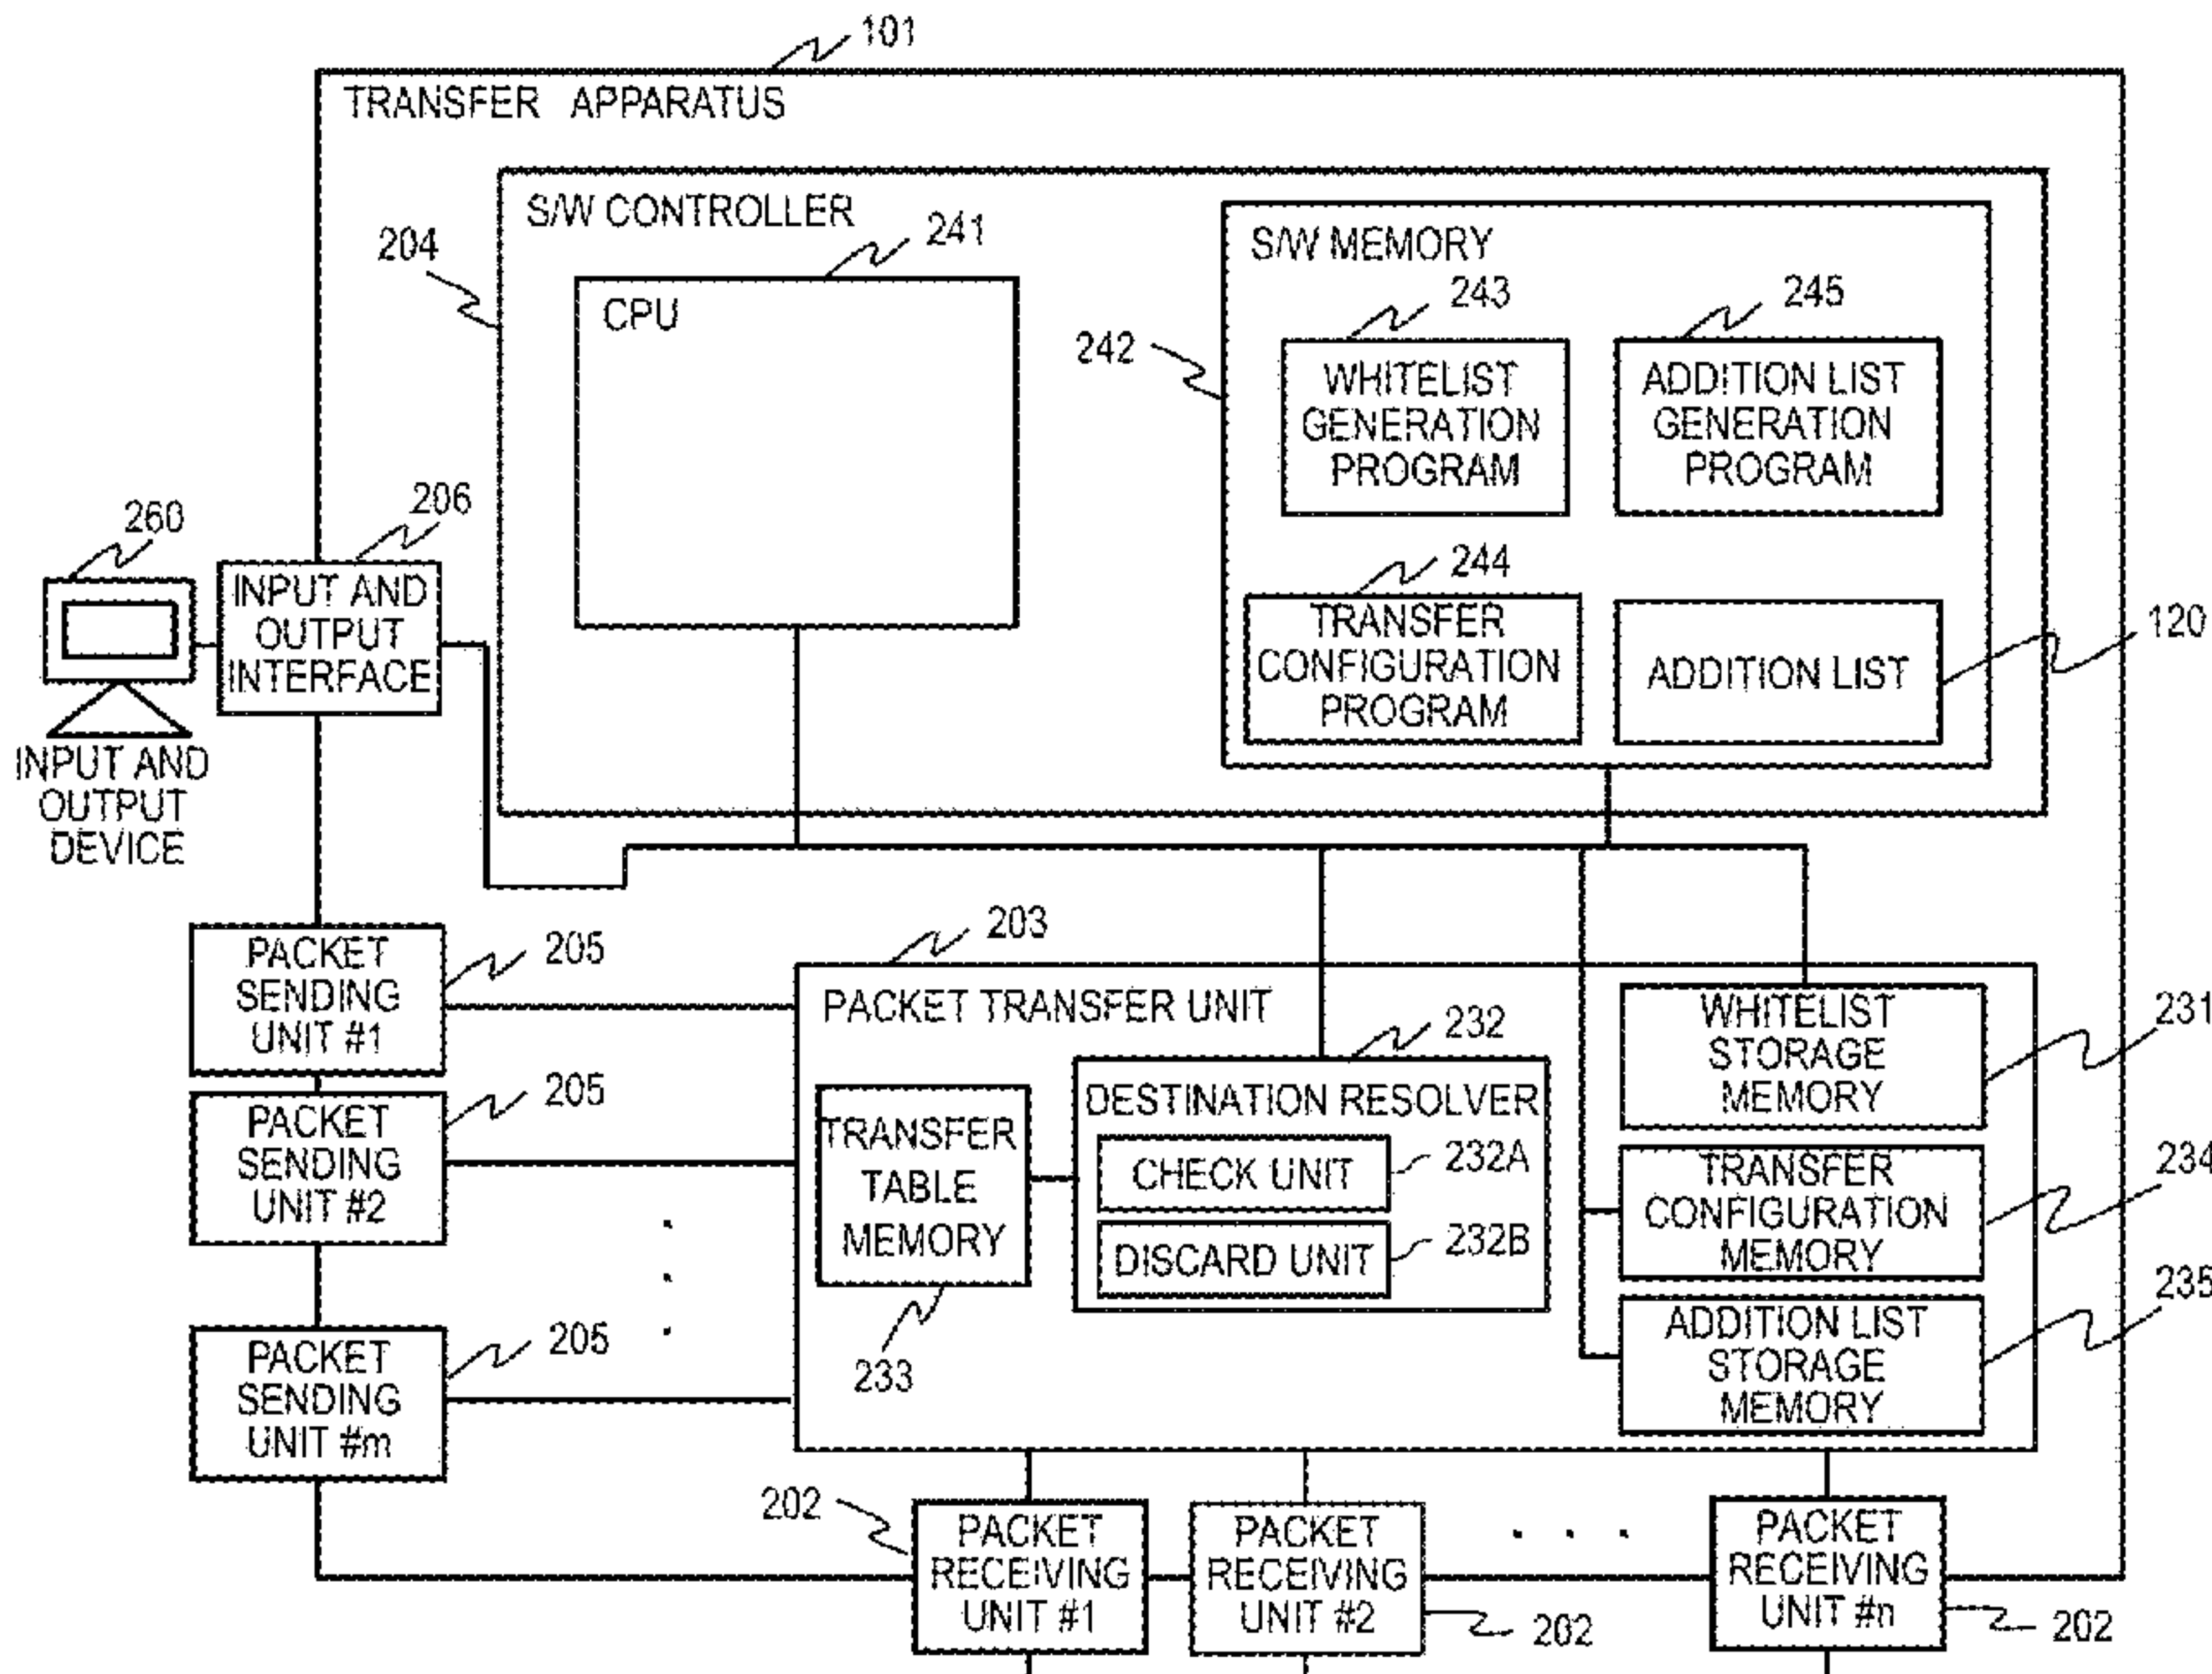 101
TRANSFER APPARATUS
S/W CONTROLLER
204
241
CPU
S/W MEMORY
242
243
WHITELIST
GENERATION
PROGRAM
245
ADDITION LIST
GENERATION
PROGRAM
244
TRANSFER
CONFIGURATION
PROGRAM
ADDITION LIST
120
260
INPUT AND
OUTPUT
DEVICE
206
INPUT AND
OUTPUT
INTERFACE
PACKET
SENDING
UNIT #1
205
PACKET
SENDING
UNIT #2
205
PACKET
SENDING
UNIT #m
205
. . .
203
PACKET TRANSFER UNIT
TRANSFER
TABLE
MEMORY
233
232
DESTINATION RESOLVER
CHECK UNIT
232A
DISCARD UNIT
232B
WHITELIST
STORAGE
MEMORY
231
TRANSFER
CONFIGURATION
MEMORY
234
ADDITION LIST
STORAGE
MEMORY
235
202
PACKET
RECEIVING
UNIT #1
PACKET
RECEIVING
UNIT #2
202
. . .
PACKET
RECEIVING
UNIT #n
202